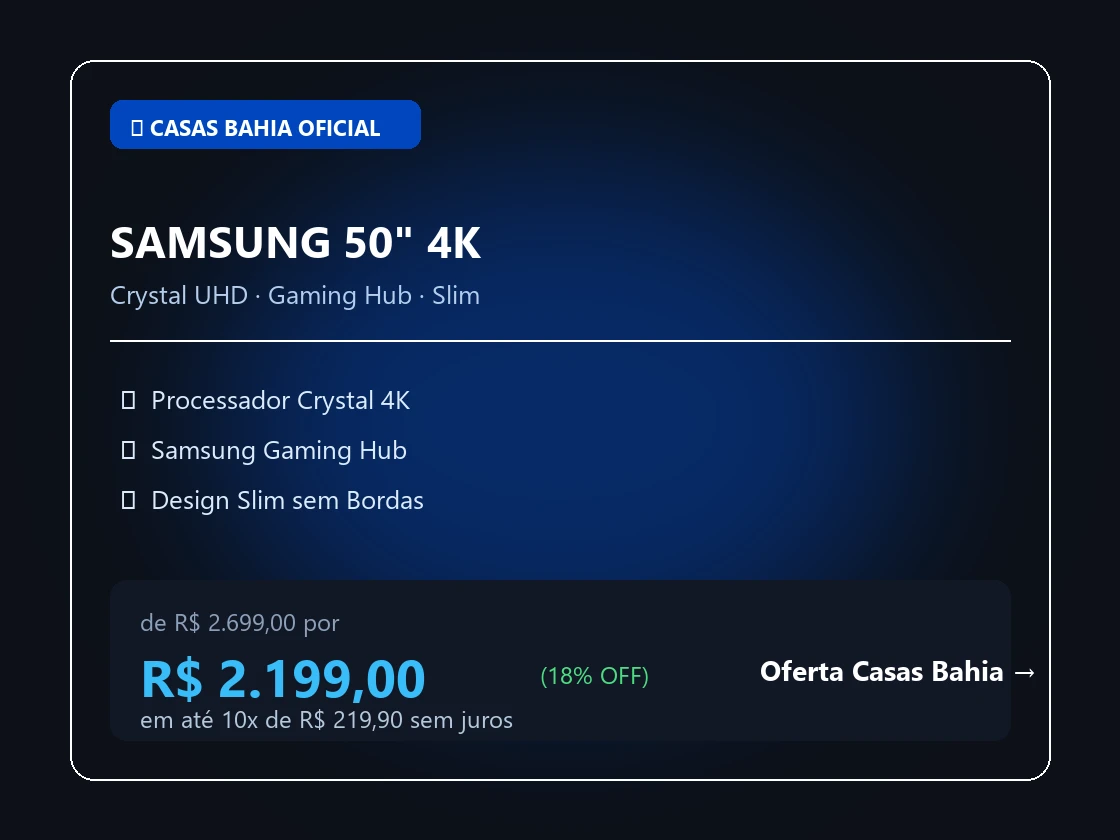 CASAS BAHIA OFICIAL
SAMSUNG 50" 4K
Crystal UHD · Gaming Hub · Slim
Processador Crystal 4K
Samsung Gaming Hub
Design Slim sem Bordas
de R$ 2.699,00 por
R$ 2.199,00
(18% OFF)
Oferta Casas Bahia →
em até 10x de R$ 219,90 sem juros